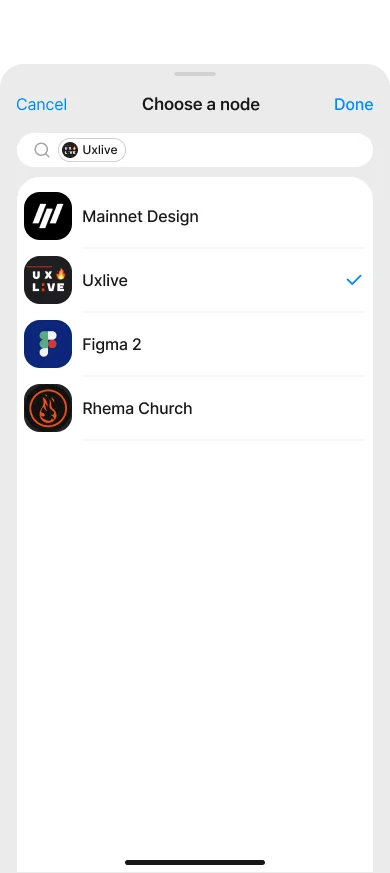 Cancel Choose a node Done
Uxlive
Mainnet Design
UX
LIVE
Uxlive
Figma 2
Rhema Church